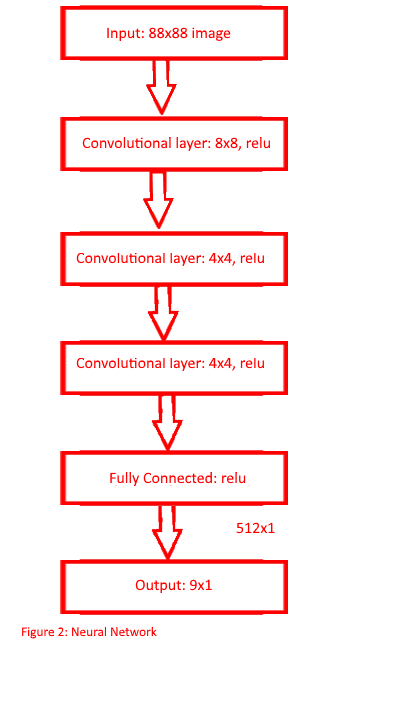 Input: 88x88 image
Convolutional layer: 8x8, relu
Convolutional layer: 4x4, relu
Convolutional layer: 4x4, relu
Fully Connected: relu
512x1
Output: 9x1
Figure 2: Neural Network